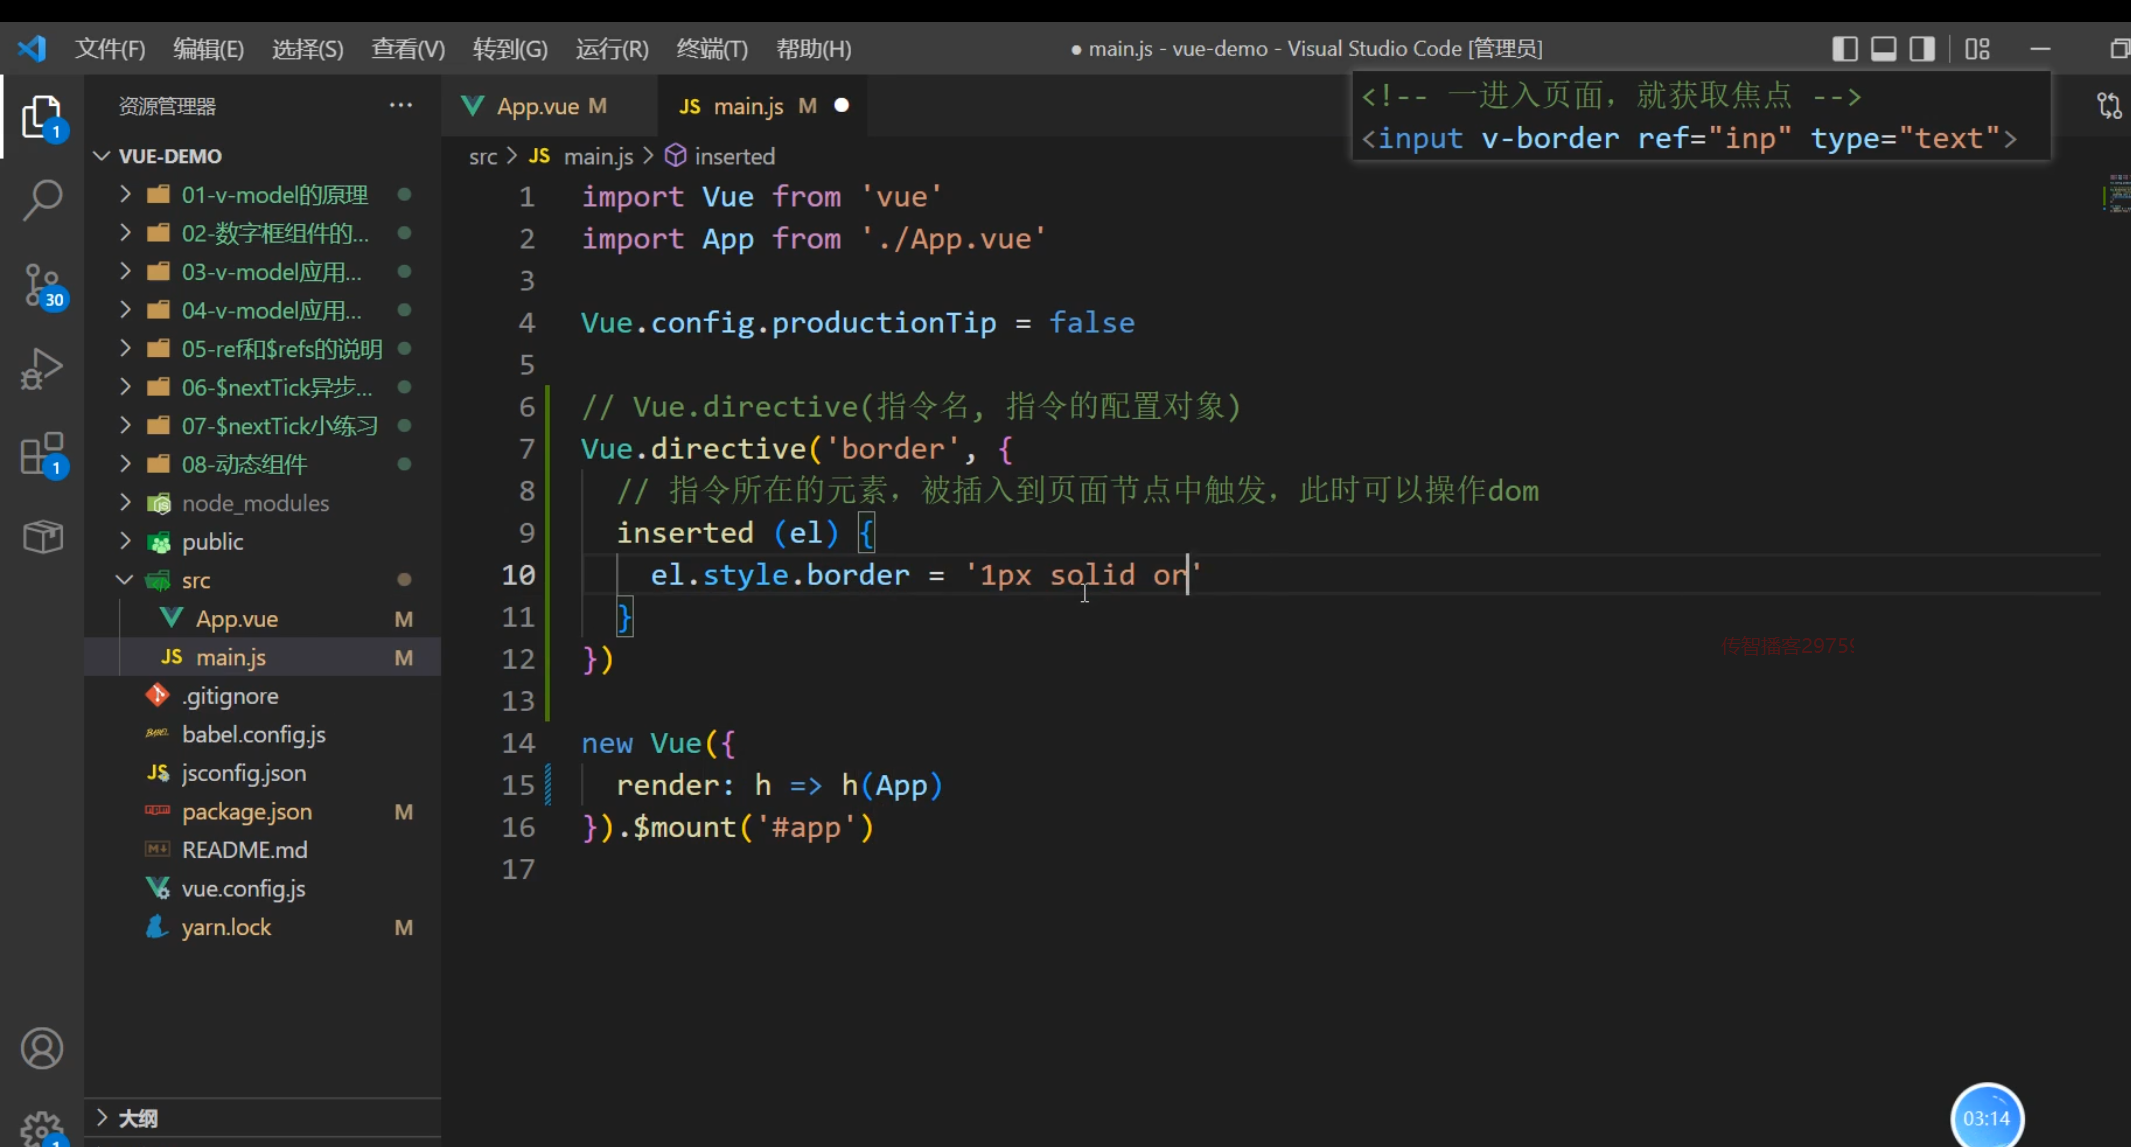 文件(F) 编辑(E) 选择(S) 查看(V) 转到(G) 运行(R) 终端(T) 帮助(H) ● main.js - vue-demo - Visual Studio Code [管理员]
<!-- 一进入页面，就获取焦点 -->
<input v-border ref="inp" type="text">
资源管理器 ...
App.vue M
JS main.js M ●
src > JS main.js > inserted
VUE-DEMO
01-v-model的原理
02-数字框组件的...
03-v-model应用...
04-v-model应用...
05-ref和$refs的说明
06-$nextTick异步...
07-$nextTick小练习
08-动态组件
node_modules
public
src
App.vue M
JS main.js M
.gitignore
babel.config.js
jsconfig.json
package.json M
README.md
vue.config.js
yarn.lock M
大纲
1
30
1
1
1 import Vue from 'vue'
2 import App from './App.vue'
3
4 Vue.config.productionTip = false
5
6 // Vue.directive(指令名, 指令的配置对象)
7 Vue.directive('border', {
8 // 指令所在的元素，被插入到页面节点中触发，此时可以操作dom
9 inserted (el) {
10 el.style.border = '1px solid or'
11 }
12 })
13
14 new Vue({
15 render: h => h(App)
16 }).$mount('#app')
17
传智播客2975
03:14